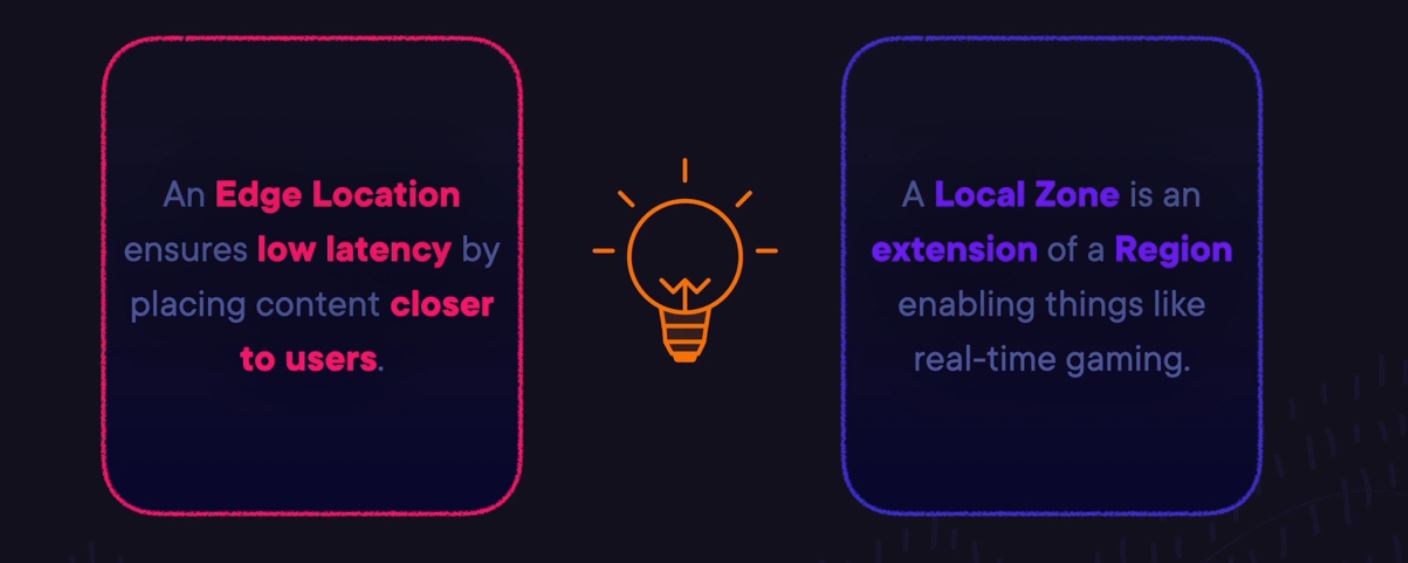 An Edge Location
ensures low latency by
placing content closer
to users.
A Local Zone is an
extension of a Region
enabling things like
real-time gaming.